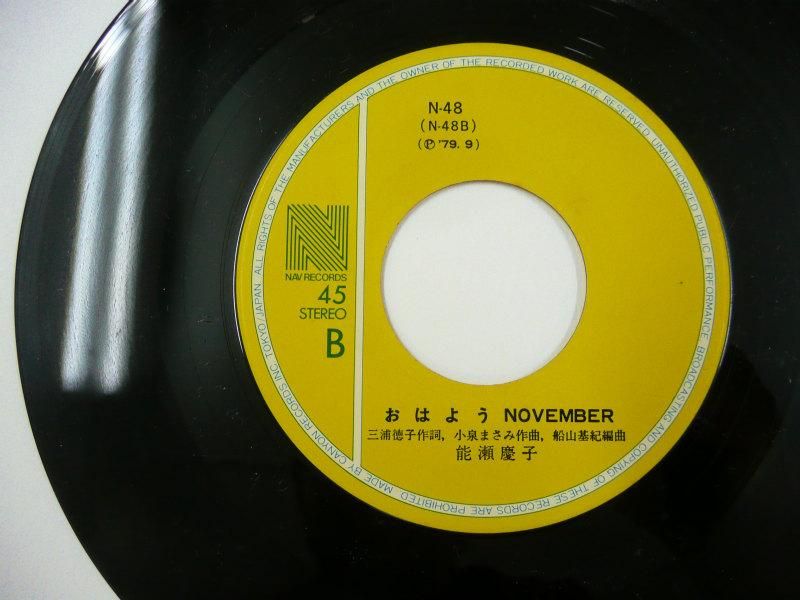 N-48
(N-48B)
(Ⓟ '79. 9)
N
NAV RECORDS
45
STEREO
B
おはよう NOVEMBER
三浦徳子作詞, 小泉まさみ作曲, 船山基紀編曲
能瀬慶子
MADE BY CANYON RECORDS INC TOKYO/JAPAN. ALL RIGHTS OF THE MANUFACTURERS AND THE OWNER OF THE RECORDED WORK ARE RESERVED. UNAUTHORIZED PUBLIC PERFORMANCE, BROADCASTING AND COPYING OF THESE RECORDS ARE PROHIBITED.